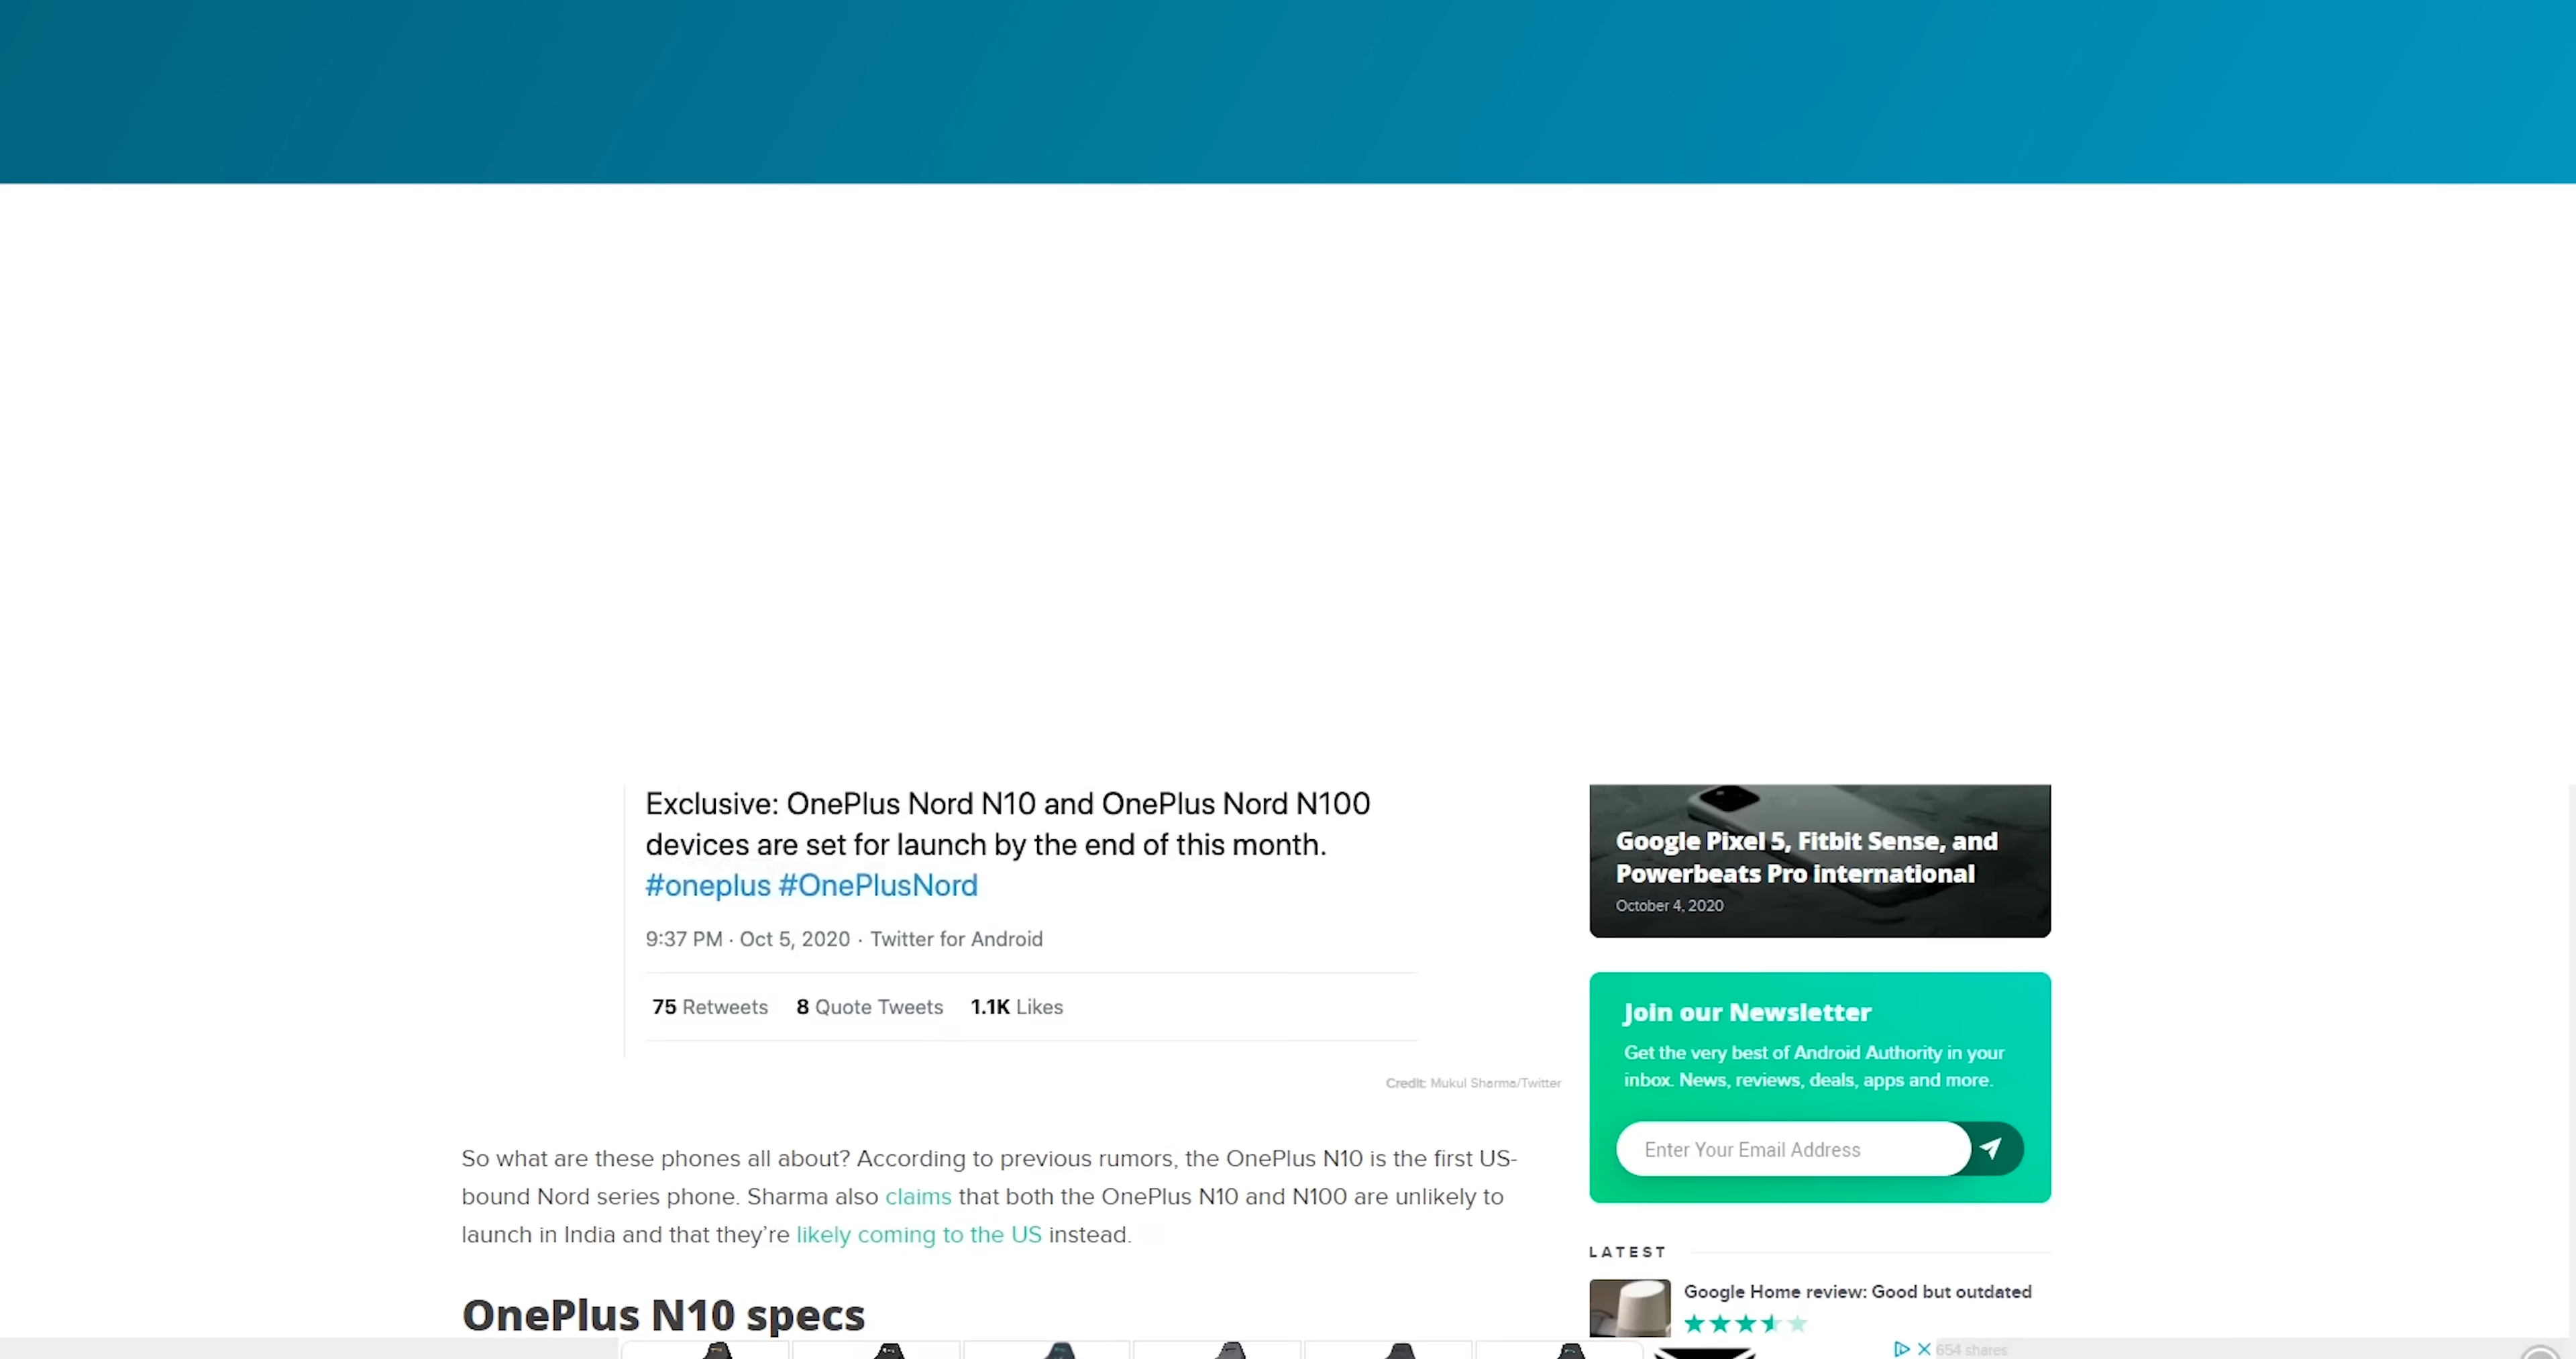 Exclusive: OnePlus Nord N10 and OnePlus Nord N100
devices are set for launch by the end of this month.
#oneplus #OnePlusNord
9:37 PM · Oct 5, 2020 · Twitter for Android
75 Retweets 8 Quote Tweets 1.1K Likes
Credit: Mukul Sharma/Twitter
So what are these phones all about? According to previous rumors, the OnePlus N10 is the first US-
bound Nord series phone. Sharma also claims that both the OnePlus N10 and N100 are unlikely to
launch in India and that they’re likely coming to the US instead.
OnePlus N10 specs
Google Pixel 5, Fitbit Sense, and
Powerbeats Pro international
October 4, 2020
Join our Newsletter
Get the very best of Android Authority in your
inbox. News, reviews, deals, apps and more.
Enter Your Email Address
LATEST
Google Home review: Good but outdated
654 shares